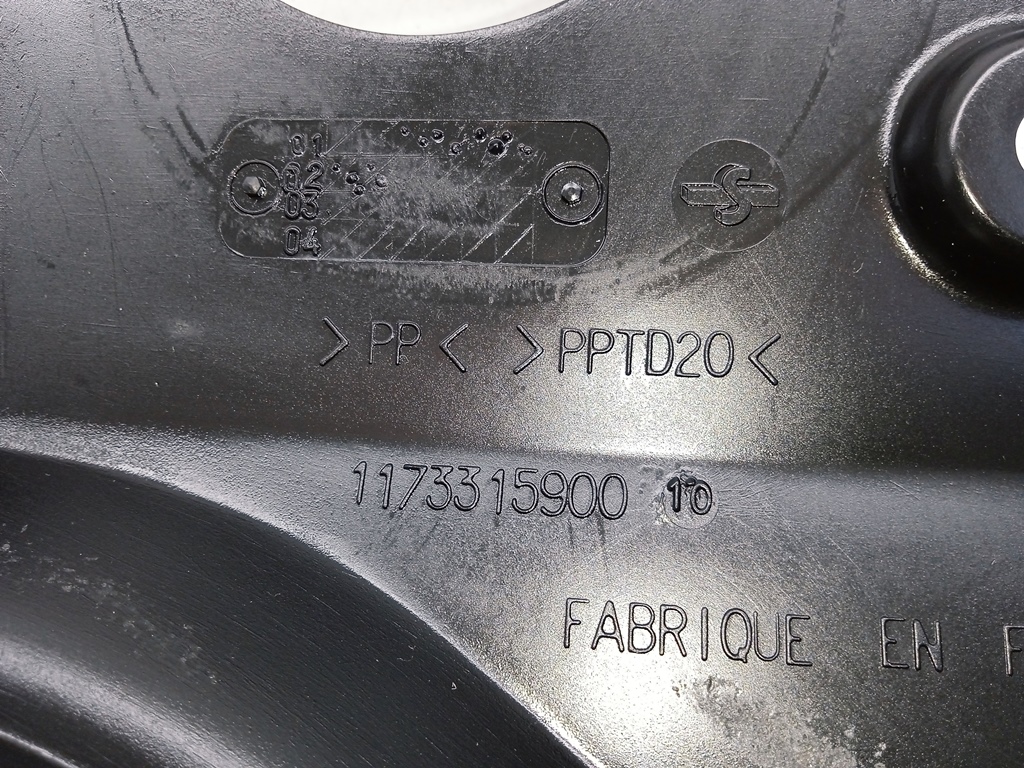 01
02
03
04
>PP< >PPTD20<
1173315900 10
FABRIQUE EN F